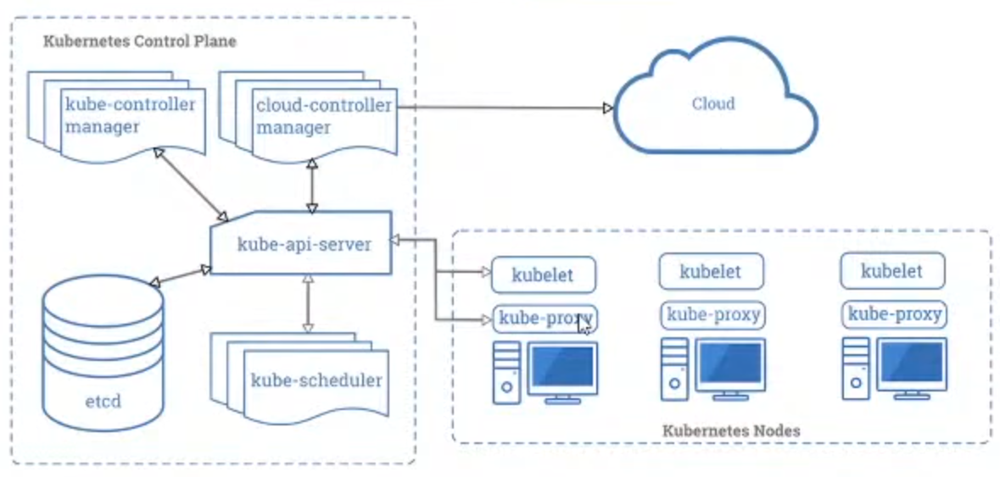 Kubernetes Control Plane
kube-controller
manager
cloud-controller
manager
Cloud
kube-api-server
etcd
kube-scheduler
kubelet
kubelet
kubelet
kube-proxy
kube-proxy
kube-proxy
Kubernetes Nodes